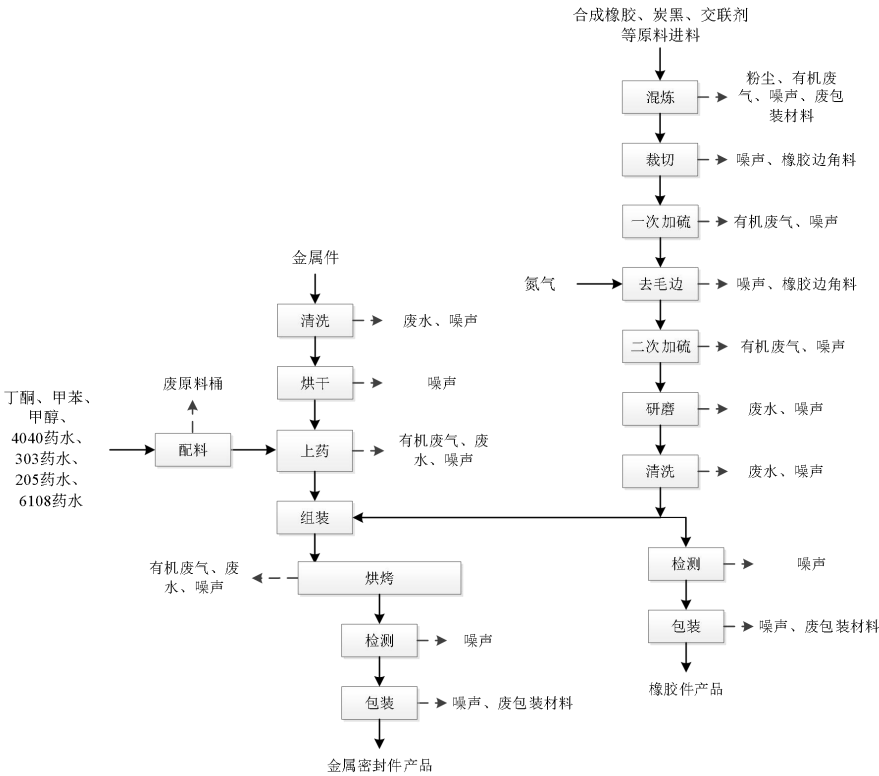 合成橡胶、炭黑、交联剂
等原料进料
混炼
粉尘、有机废
气、噪声、废包
装材料
裁切
噪声、橡胶边角料
一次加硫
有机废气、噪声
氮气
去毛边
噪声、橡胶边角料
二次加硫
有机废气、噪声
研磨
废水、噪声
清洗
废水、噪声
检测
噪声
包装
噪声、废包装材料
橡胶件产品
金属件
清洗
废水、噪声
烘干
噪声
丁酮、甲苯、
甲醇、
4040药水、
303药水、
205药水、
6108药水
废原料桶
配料
上药
有机废气、废
水、噪声
组装
有机废气、废
水、噪声
烘烤
检测
噪声
包装
噪声、废包装材料
金属密封件产品